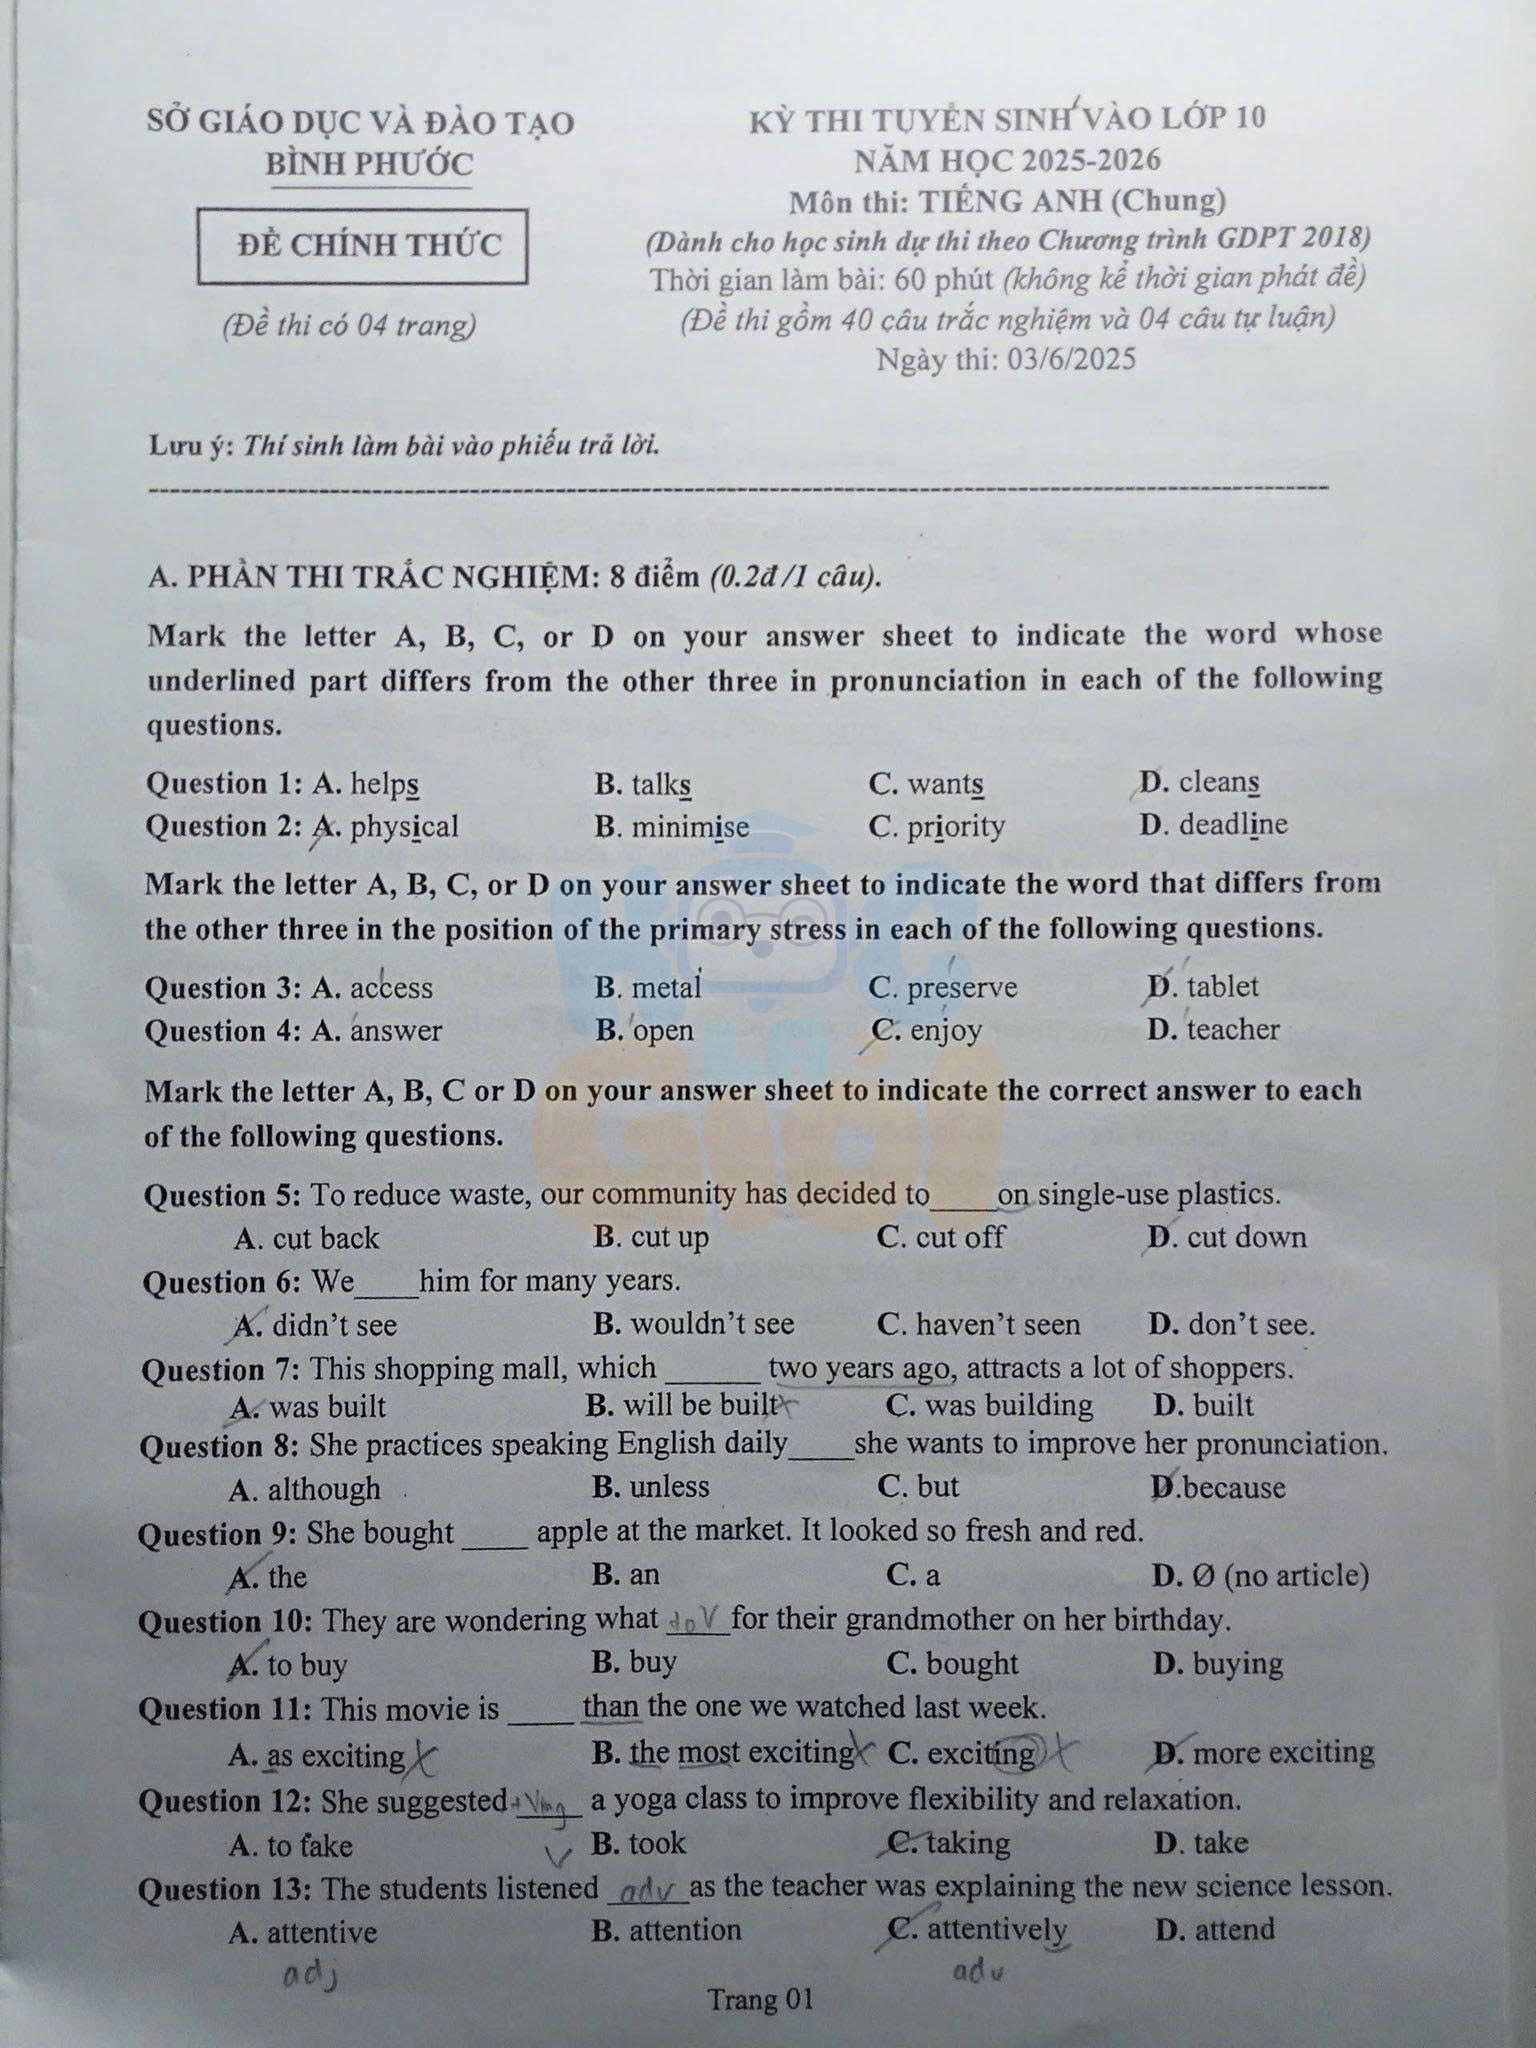 SỞ GIÁO DỤC VÀ ĐÀO TẠO
BÌNH PHƯỚC
ĐỀ CHÍNH THỨC
(Đề thi có 04 trang)
KỲ THI TUYỂN SINH VÀO LỚP 10
NĂM HỌC 2025-2026
Môn thi: TIẾNG ANH (Chung)
(Dành cho học sinh dự thi theo Chương trình GDPT 2018)
Thời gian làm bài: 60 phút (không kể thời gian phát đề)
(Đề thi gồm 40 câu trắc nghiệm và 04 câu tự luận)
Ngày thi: 03/6/2025
Lưu ý: Thí sinh làm bài vào phiếu trả lời.
A. PHẦN THI TRẮC NGHIỆM: 8 điểm (0.2đ/1 câu).
Mark the letter A, B, C, or D on your answer sheet to indicate the word whose
underlined part differs from the other three in pronunciation in each of the following
questions.
Question 1: A. helps B. talks C. wants D. cleans
Question 2: A. physical B. minimise C. priority D. deadline
Mark the letter A, B, C, or D on your answer sheet to indicate the word that differs from
the other three in the position of the primary stress in each of the following questions.
Question 3: A. access B. metal C. preserve D. tablet
Question 4: A. answer B. open C. enjoy D. teacher
Mark the letter A, B, C or D on your answer sheet to indicate the correct answer to each
of the following questions.
Question 5: To reduce waste, our community has decided to____on single-use plastics.
A. cut back B. cut up C. cut off D. cut down
Question 6: We____him for many years.
A. didn't see B. wouldn't see C. haven't seen D. don't see.
Question 7: This shopping mall, which ______ two years ago, attracts a lot of shoppers.
A. was built B. will be built C. was building D. built
Question 8: She practices speaking English daily____she wants to improve her pronunciation.
A. although B. unless C. but D.because
Question 9: She bought ____ apple at the market. It looked so fresh and red.
A. the B. an C. a D. Ø (no article)
Question 10: They are wondering what ____for their grandmother on her birthday.
A. to buy B. buy C. bought D. buying
Question 11: This movie is ____ than the one we watched last week.
A. as exciting B. the most exciting C. exciting D. more exciting
Question 12: She suggested +Ving a yoga class to improve flexibility and relaxation.
A. to take B. took C. taking D. take
Question 13: The students listened adv as the teacher was explaining the new science lesson.
A. attentive B. attention C. attentively D. attend
adj adv
Trang 01
HỌC
LÀ
GIỎI